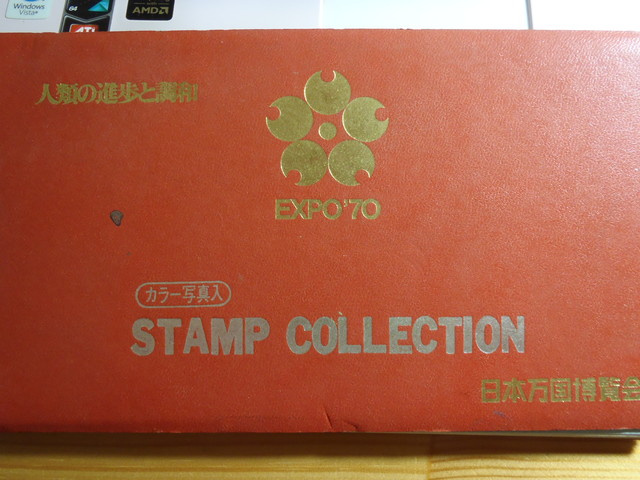 Windows
Vista
64
ATI
AMD
人類の進歩と調和
EXPO'70
カラー写真入
STAMP COLLECTION
日本万国博覧会